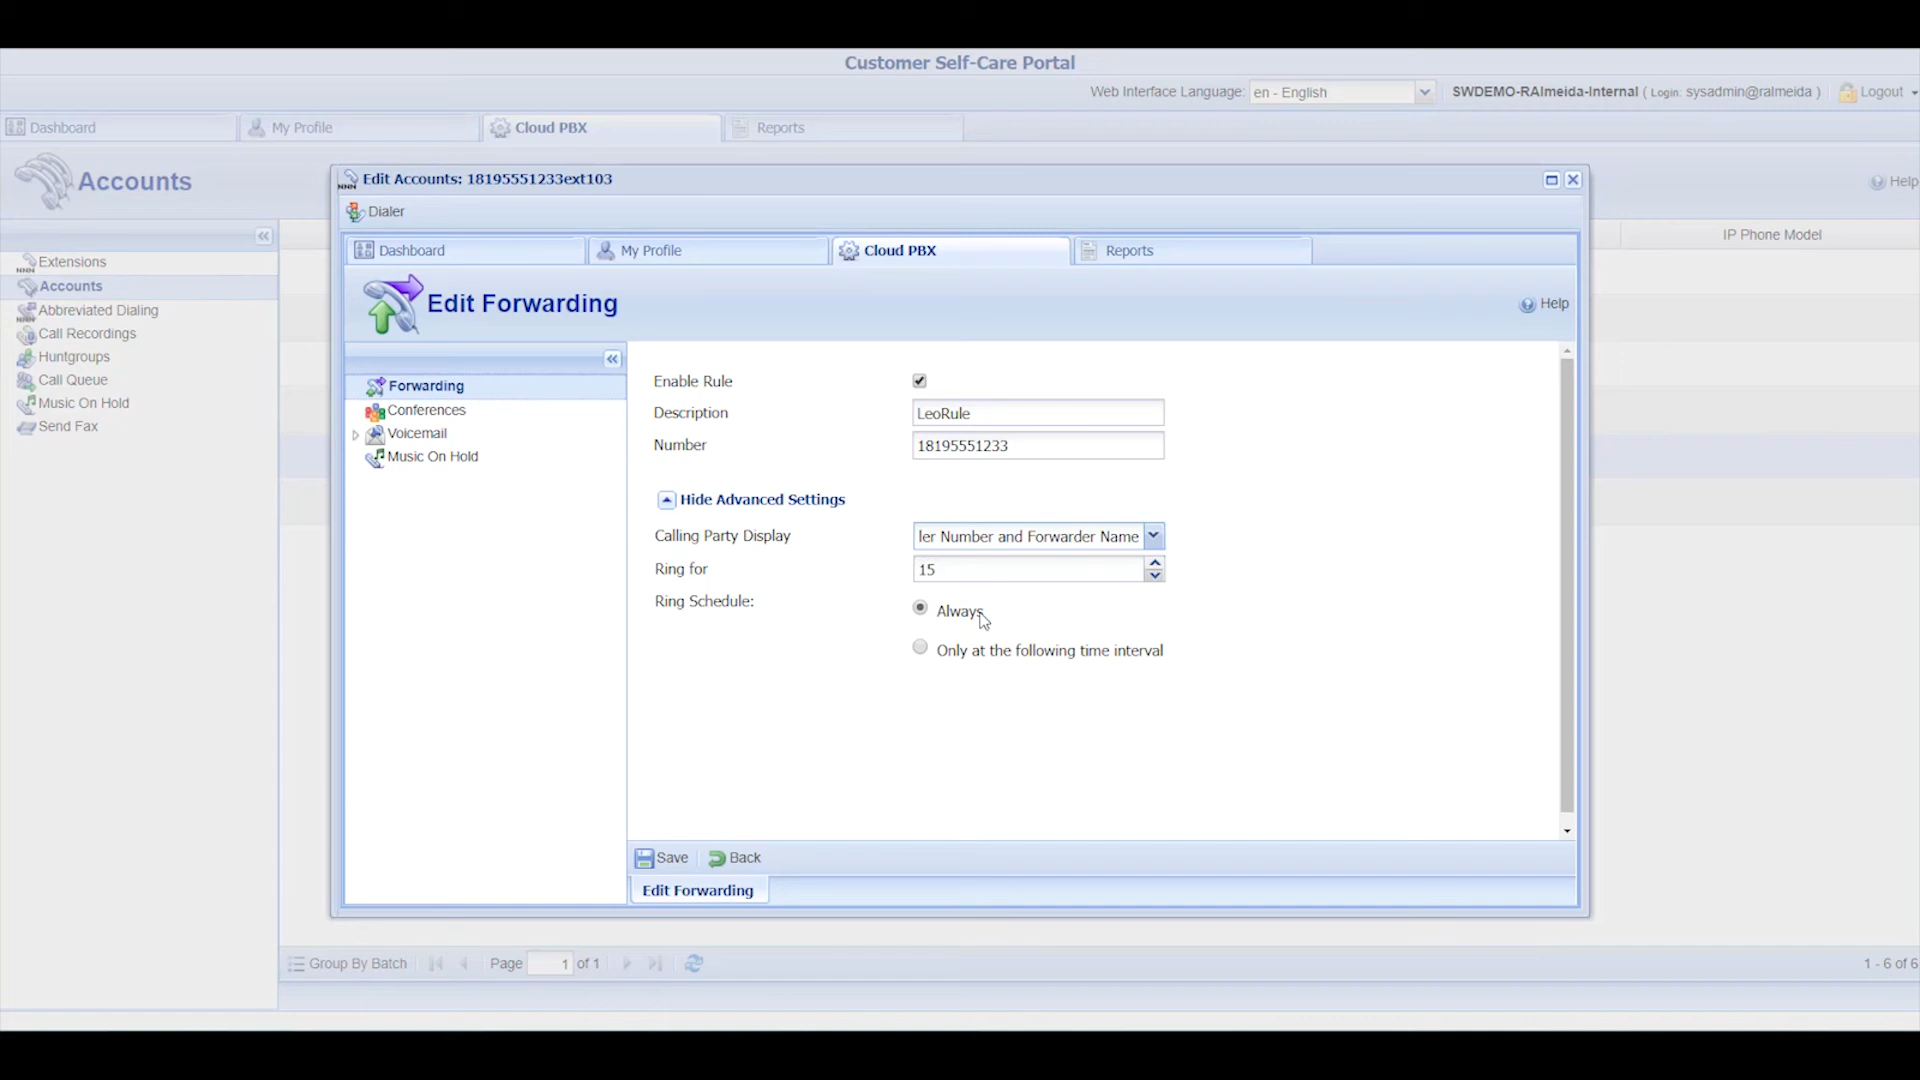 Customer Self-Care Portal
Web Interface Language: en - English SWDEMO-RAlmeida-Internal ( Login: sysadmin@ralmeida ) Logout
Dashboard My Profile Cloud PBX Reports
Accounts Help
Edit Accounts: 18195551233ext103
Dialer
IP Phone Model
Extensions
Accounts
Abbreviated Dialing
Call Recordings
Huntgroups
Call Queue
Music On Hold
Send Fax
Dashboard My Profile Cloud PBX Reports
Edit Forwarding Help
Forwarding
Conferences
Voicemail
Music On Hold
Enable Rule
Description LeoRule
Number 18195551233
Hide Advanced Settings
Calling Party Display ler Number and Forwarder Name
Ring for 15
Ring Schedule:
Always
Only at the following time interval
Save Back
Edit Forwarding
Group By Batch Page 1 of 1 1 - 6 of 6